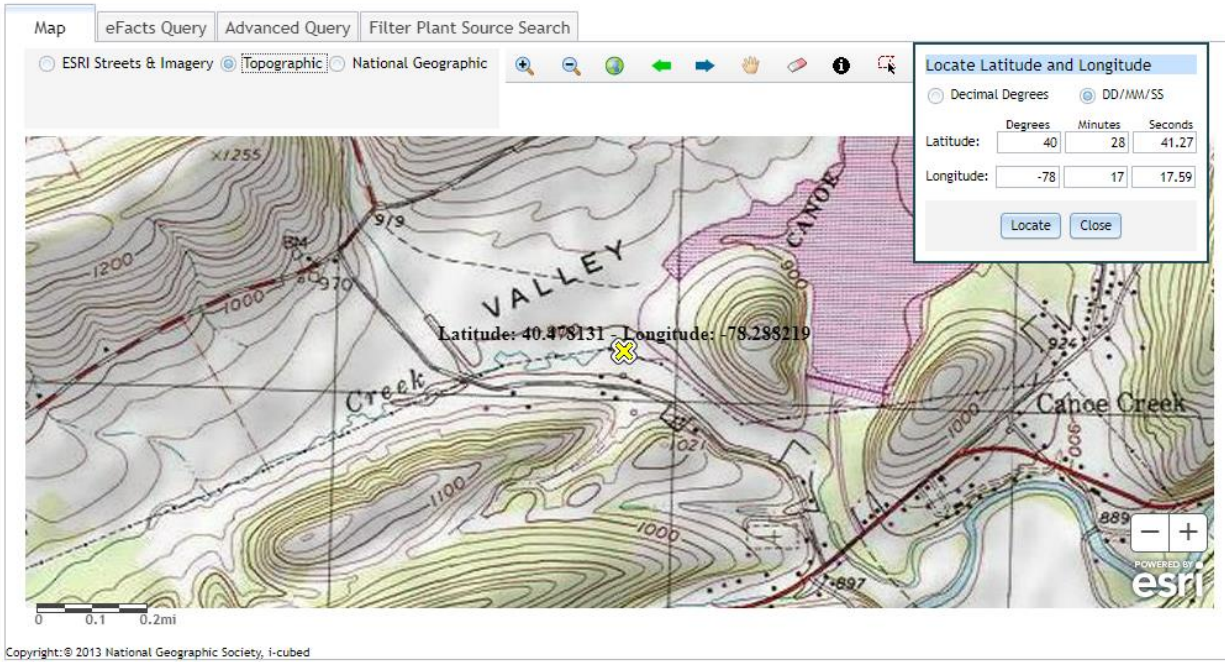 Map eFacts Query Advanced Query Filter Plant Source Search
ESRI Streets & Imagery Topographic National Geographic
Locate Latitude and Longitude
Decimal Degrees DD/MM/SS
Degrees Minutes Seconds
Latitude: 40 28 41.27
Longitude: -78 17 17.59
Locate Close
X1255
919
CANOE
BM
970
1200
1000
VALLEY
900
Latitude: 40.478131 - Longitude: -78.288219
924
Creek
Canoe Creek
1000
1021
900
1100
1000
889
897
− +
POWERED BY
esri
0 0.1 0.2mi
Copyright:© 2013 National Geographic Society, i-cubed